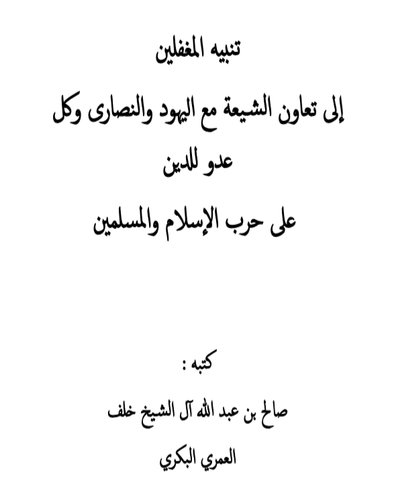 تنبيه المغفلين
إلى تعاون الشيعة مع اليهود والنصارى وكل
عدو للدين
على حرب الإسلام والمسلمين
كتبه :
صالح بن عبد الله آل الشيخ خلف
العمري البكري